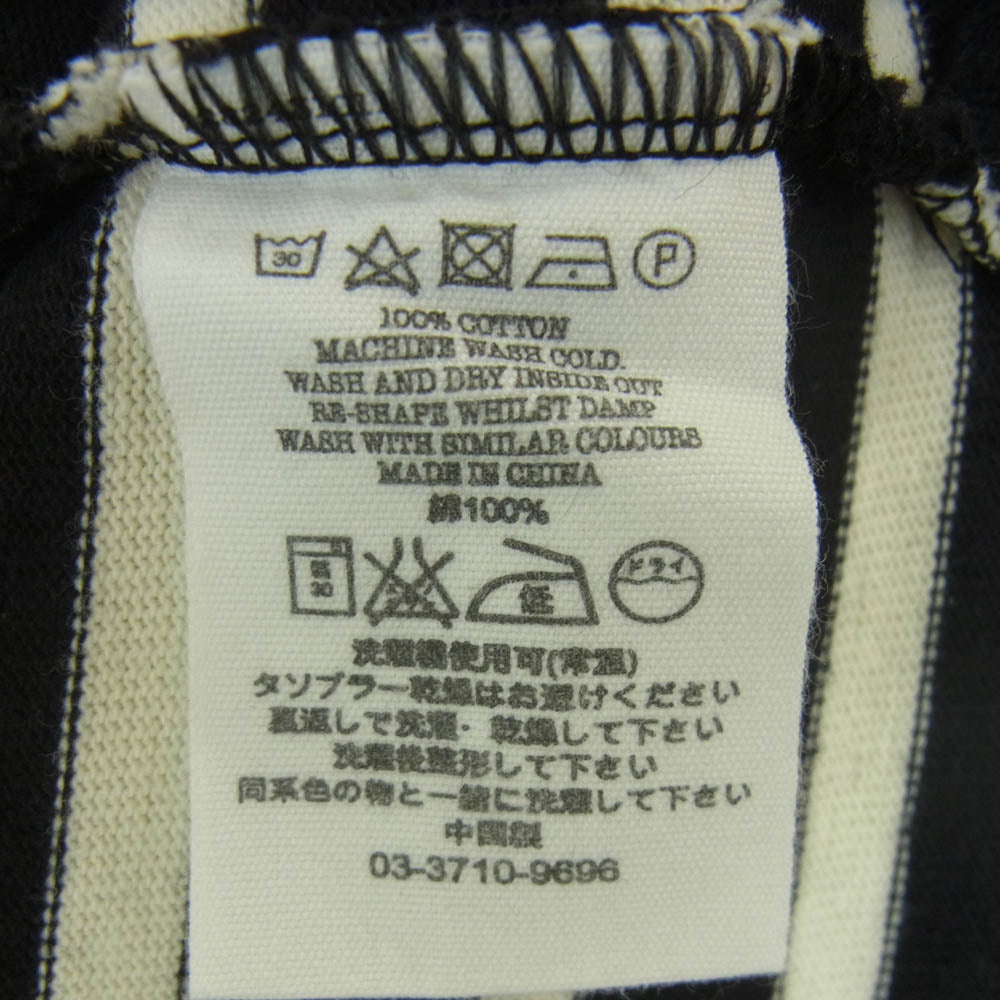 30 P
100% COTTON
MACHINE WASH COLD.
WASH AND DRY INSIDE OUT
RE-SHAPE WHILST DAMP
WASH WITH SIMILAR COLOURS
MADE IN CHINA
綿100%
30 低 ドライ
洗濯機使用可(常温)
タソブラー乾燥はお避けください
裏返しで洗濯・乾燥して下さい
洗濯後整形して下さい
同系色の物と一緒に洗濯して下さい
中国製
03-3710-9696